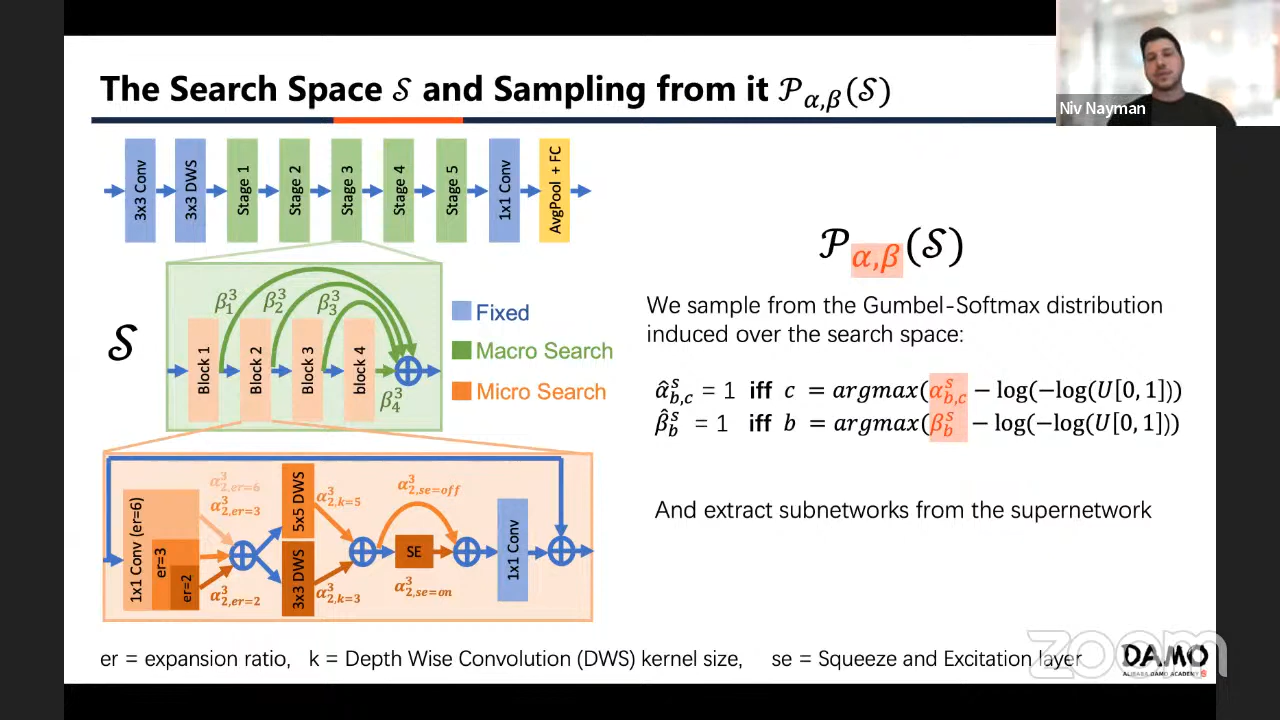 The Search Space 𝒮 and Sampling from it 𝒫α,β(𝒮)
Niv Nayman
3x3 Conv
3x3 DWS
Stage 1
Stage 2
Stage 3
Stage 4
Stage 5
1x1 Conv
AvgPool + FC
𝒮
β₁³
β₂³
β₃³
β₄³
Block 1
Block 2
Block 3
block 4
Fixed
Macro Search
Micro Search
1x1 Conv (er=6)
er=3
er=2
α³2,er=6
α³2,er=3
α³2,er=2
5x5 DWS
3x3 DWS
α³2,k=5
α³2,k=3
α³2,se=off
SE
α³2,se=on
1x1 Conv
𝒫α,β(𝒮)
We sample from the Gumbel-Softmax distribution
induced over the search space:
α̂ˢb,c = 1 iff c = argmax(αˢb,c − log(−log(U[0,1]))
β̂ˢb = 1 iff b = argmax(βˢb − log(−log(U[0,1]))
And extract subnetworks from the supernetwork
er = expansion ratio, k = Depth Wise Convolution (DWS) kernel size, se = Squeeze and Excitation layer
zoom
DAMO
ALIBABA DAMO ACADEMY